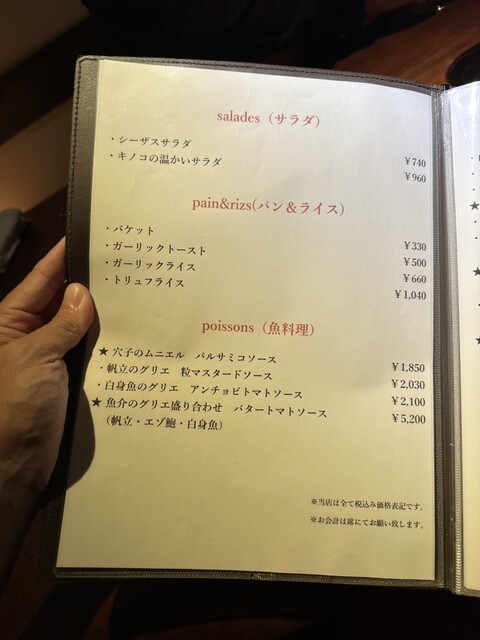 salades（サラダ）
・シーザスサラダ ¥740
・キノコの温かいサラダ ¥960
pain&rizs(パン＆ライス）
・バケット ¥330
・ガーリックトースト ¥500
・ガーリックライス ¥660
・トリュフライス ¥1,040
poissons（魚料理）
★ 穴子のムニエル　バルサミコソース ¥1,850
・帆立のグリエ　粒マスタードソース ¥2,030
・白身魚のグリエ　アンチョビトマトソース ¥2,100
★ 魚介のグリエ盛り合わせ　バタートマトソース ¥5,200
（帆立・エゾ鮑・白身魚）
※当店は全て税込み価格表記です。
※お会計は席にてお願い致します。